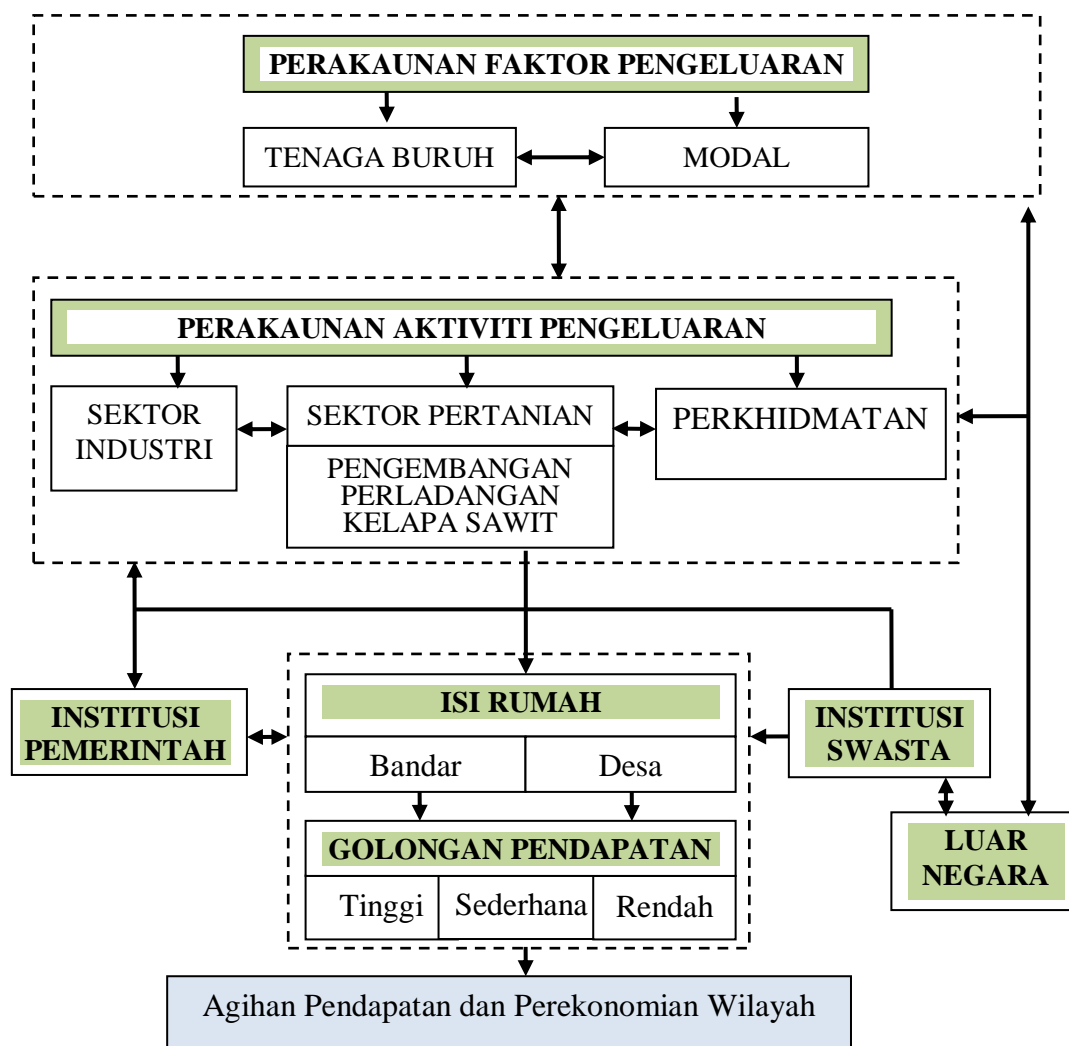 PERAKAUNAN FAKTOR PENGELUARAN
TENAGA BURUH
MODAL
PERAKAUNAN AKTIVITI PENGELUARAN
SEKTOR
INDUSTRI
SEKTOR PERTANIAN
PENGEMBANGAN
PERLADANGAN
KELAPA SAWIT
PERKHIDMATAN
INSTITUSI
PEMERINTAH
ISI RUMAH
Bandar
Desa
GOLONGAN PENDAPATAN
Tinggi
Sederhana
Rendah
INSTITUSI
SWASTA
LUAR
NEGARA
Agihan Pendapatan dan Perekonomian Wilayah